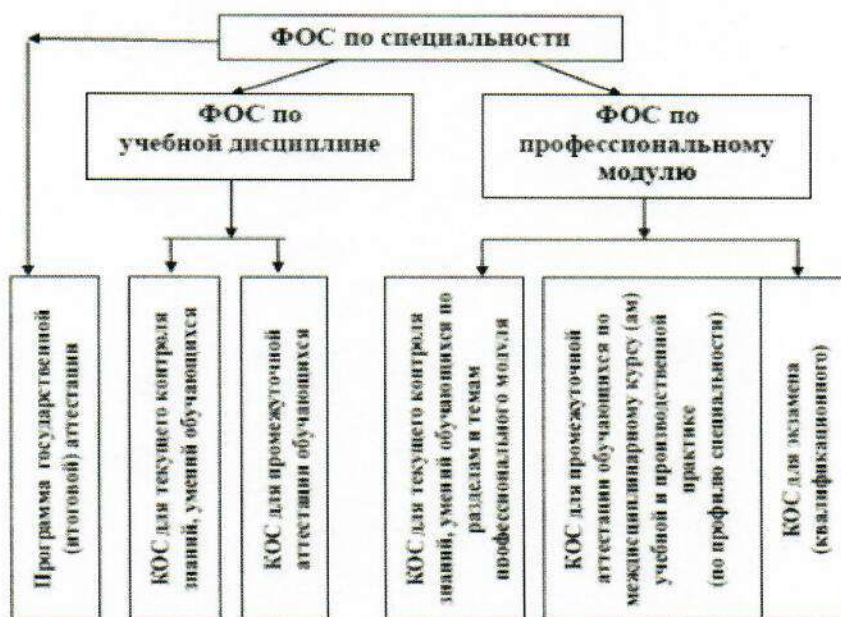 ФОС по специальности
ФОС по
учебной дисциплине
ФОС по
профессиональному
модулю
Программа государственной
(итоговой) аттестации
КОС для текущего контроля
знаний, умений обучающихся
КОС для промежуточной
аттестации обучающихся
КОС для текущего контроля
знаний, умений обучающихся по
разделам и темам
профессионального модуля
КОС для промежуточной
аттестации обучающихся по
междисциплинарному курсу (ам)
учебной и производственной
практике
(по профилю специальности)
КОС для экзамена
(квалификационного)